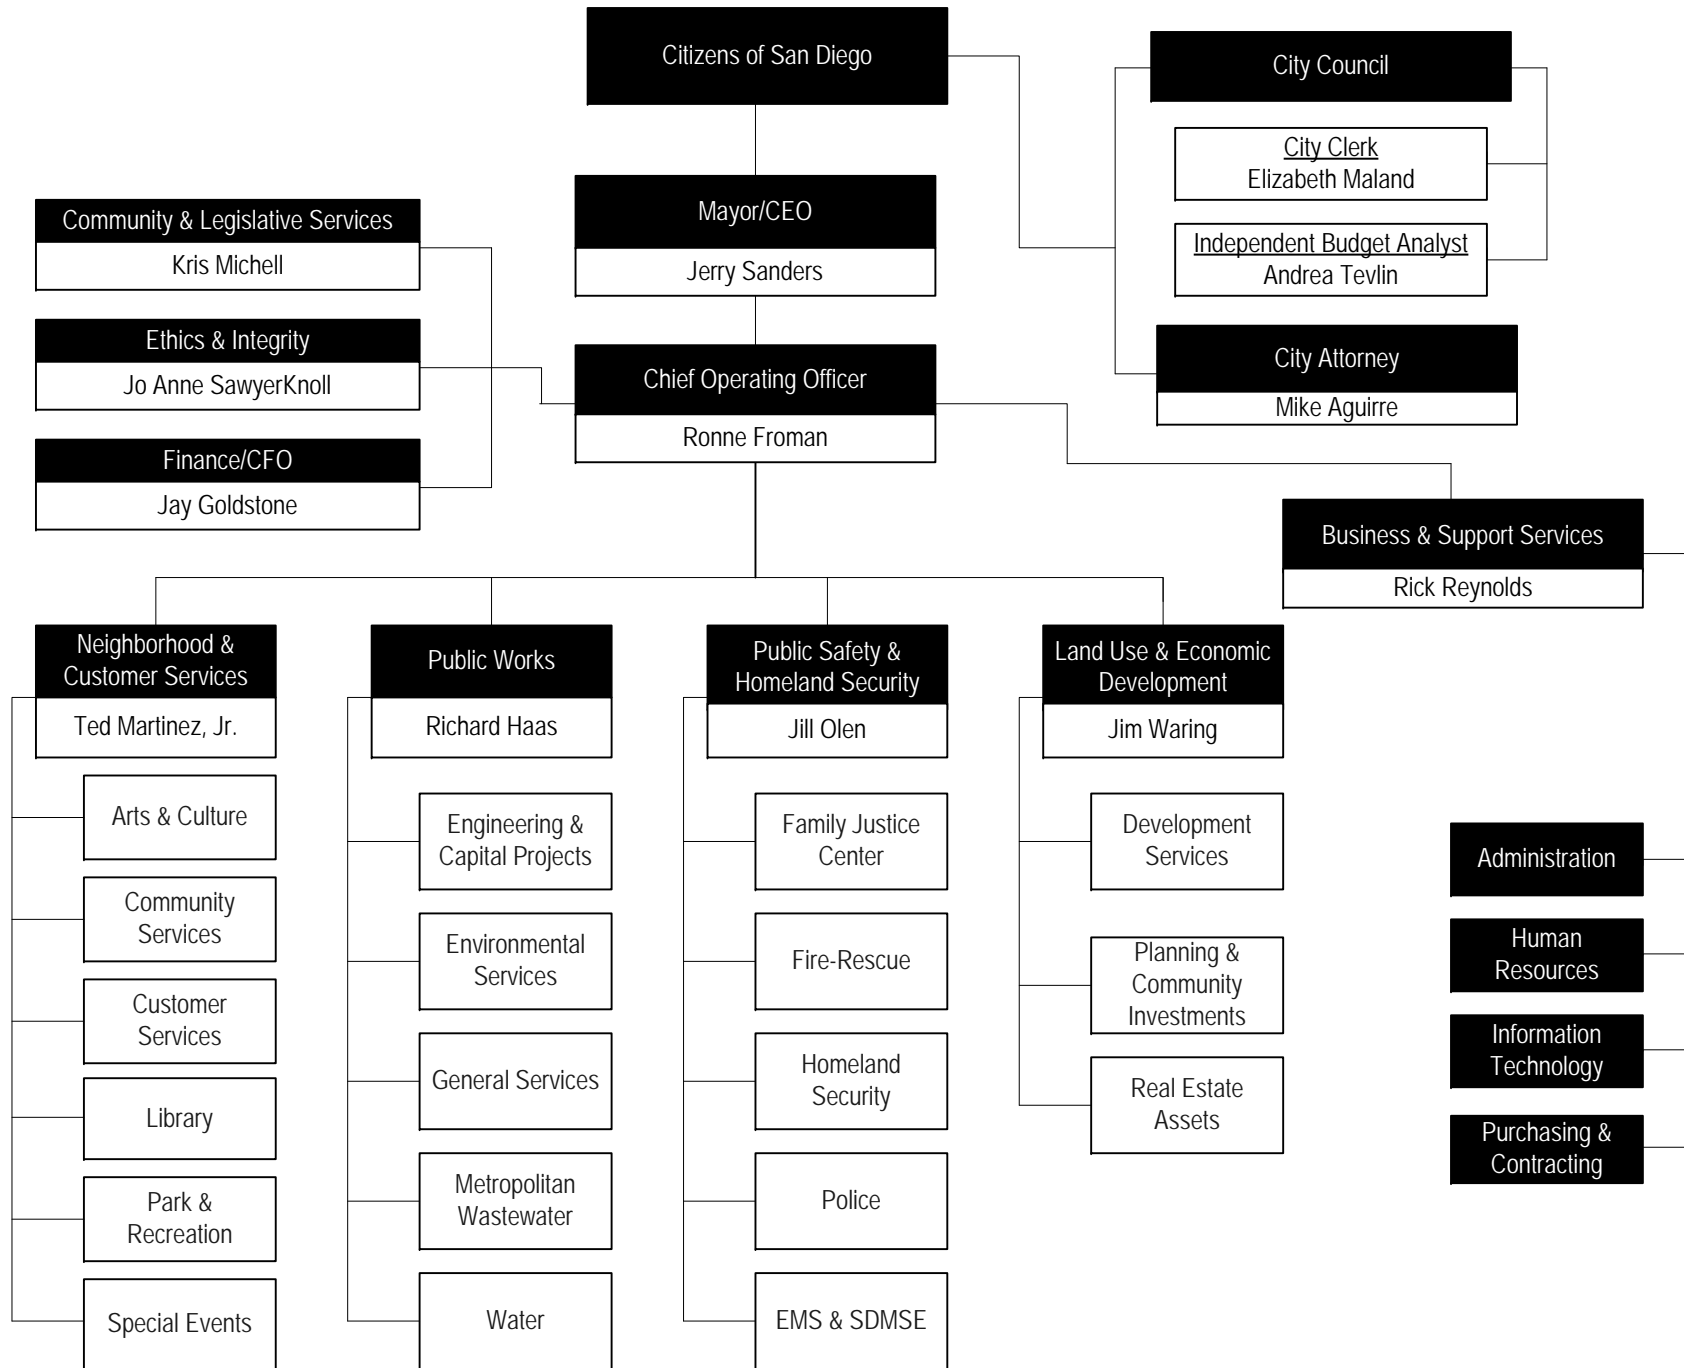 Citizens of San Diego
City Council
City Clerk
Elizabeth Maland
Independent Budget Analyst
Andrea Tevlin
City Attorney
Mike Aguirre
Mayor/CEO
Jerry Sanders
Community & Legislative Services
Kris Michell
Ethics & Integrity
Jo Anne SawyerKnoll
Finance/CFO
Jay Goldstone
Chief Operating Officer
Ronne Froman
Business & Support Services
Rick Reynolds
Neighborhood &
Customer Services
Ted Martinez, Jr.
Arts & Culture
Community
Services
Customer
Services
Library
Park &
Recreation
Special Events
Public Works
Richard Haas
Engineering &
Capital Projects
Environmental
Services
General Services
Metropolitan
Wastewater
Water
Public Safety &
Homeland Security
Jill Olen
Family Justice
Center
Fire-Rescue
Homeland
Security
Police
EMS & SDMSE
Land Use & Economic
Development
Jim Waring
Development
Services
Planning &
Community
Investments
Real Estate
Assets
Administration
Human
Resources
Information
Technology
Purchasing &
Contracting